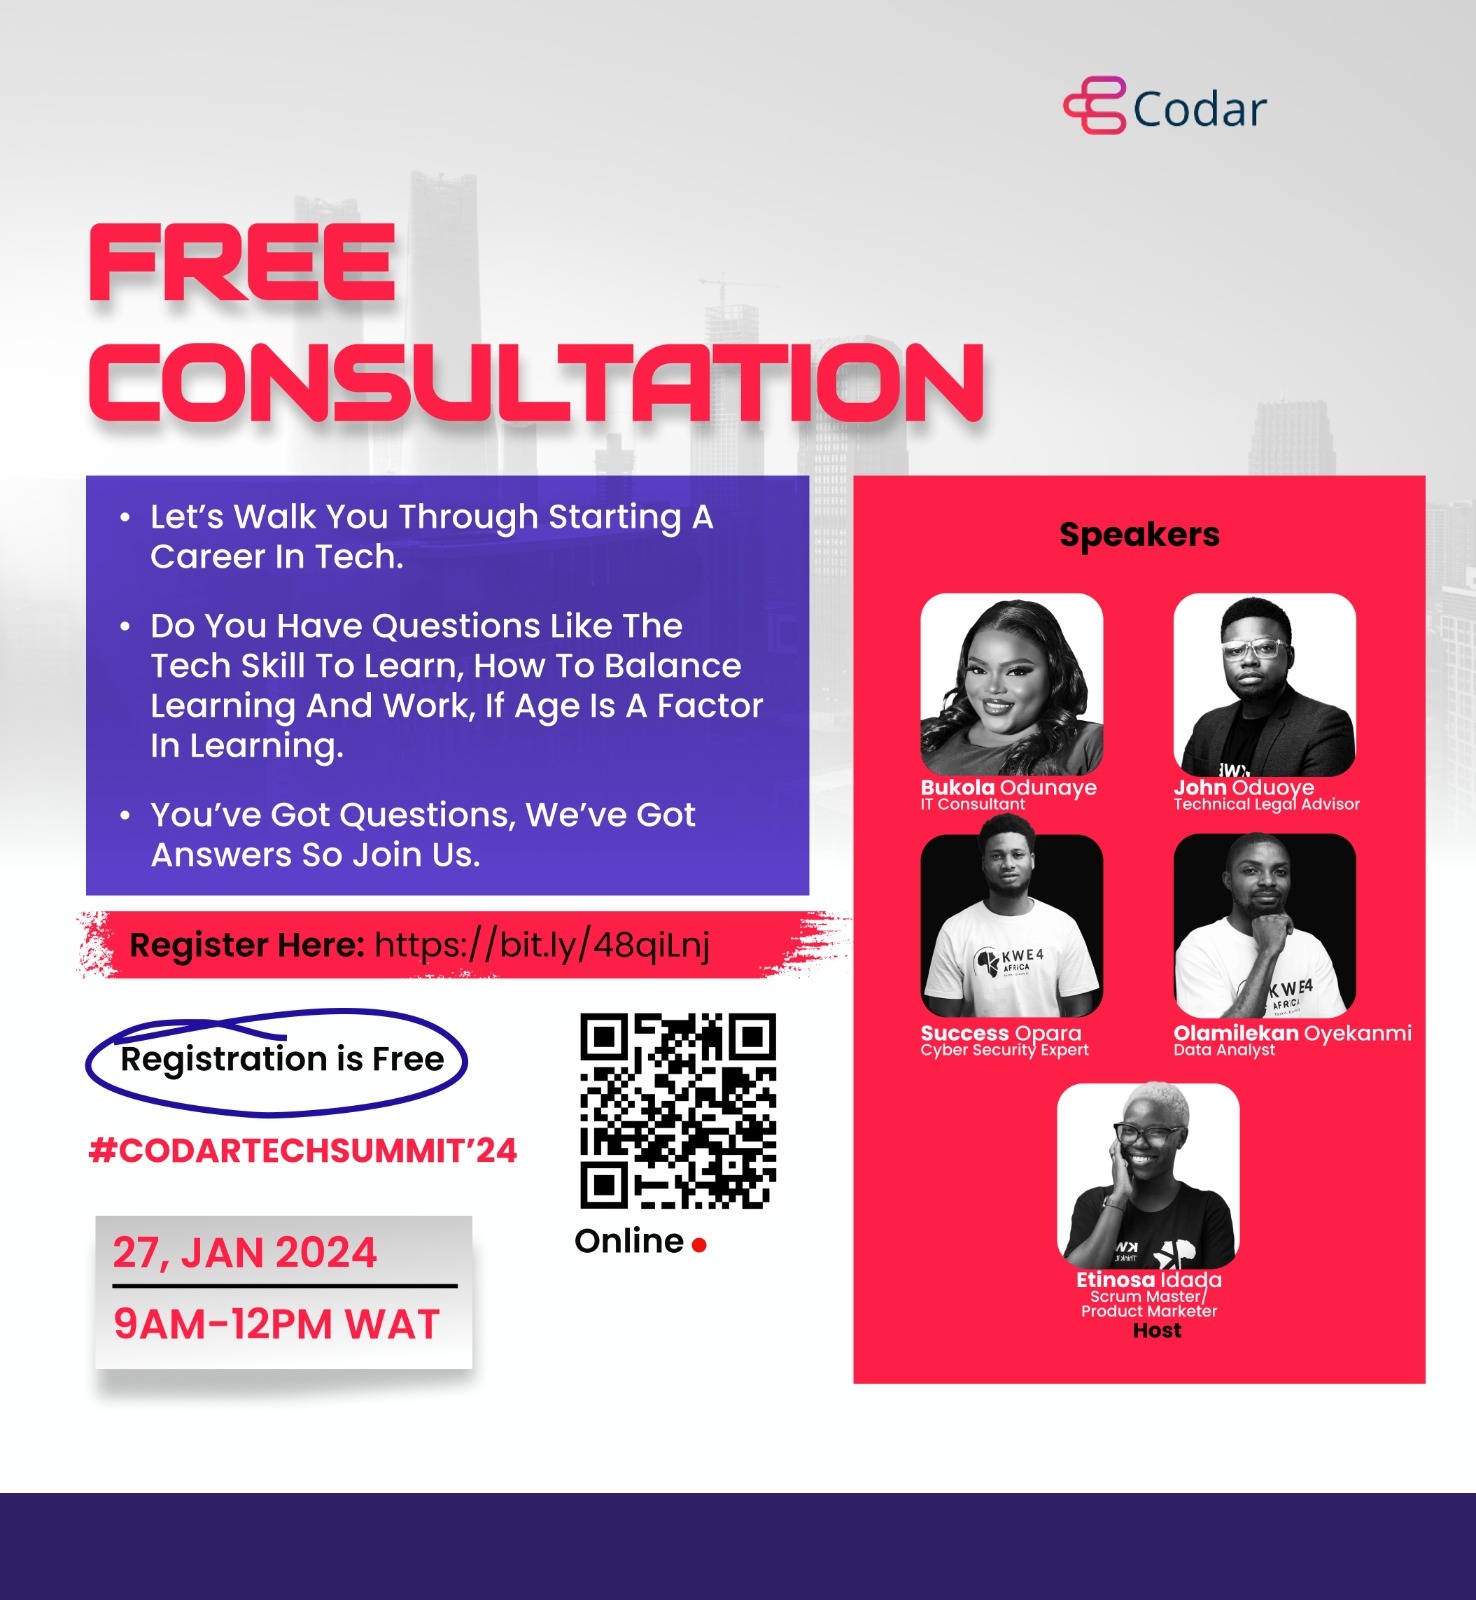 Codar
FREE
CONSULTATION
• Let’s Walk You Through Starting A
Career In Tech.
• Do You Have Questions Like The
Tech Skill To Learn, How To Balance
Learning And Work, If Age Is A Factor
In Learning.
• You’ve Got Questions, We’ve Got
Answers So Join Us.
Register Here: https://bit.ly/48qiLnj
Registration is Free
#CODARTECHSUMMIT’24
27, JAN 2024
9AM-12PM WAT
Online
Speakers
Bukola Odunaye
IT Consultant
John Oduoye
Technical Legal Advisor
KWE4
AFRICA
Success Opara
Cyber Security Expert
KWE4
AFRICA
Olamilekan Oyekanmi
Data Analyst
Etinosa Idada
Scrum Master/
Product Marketer
Host